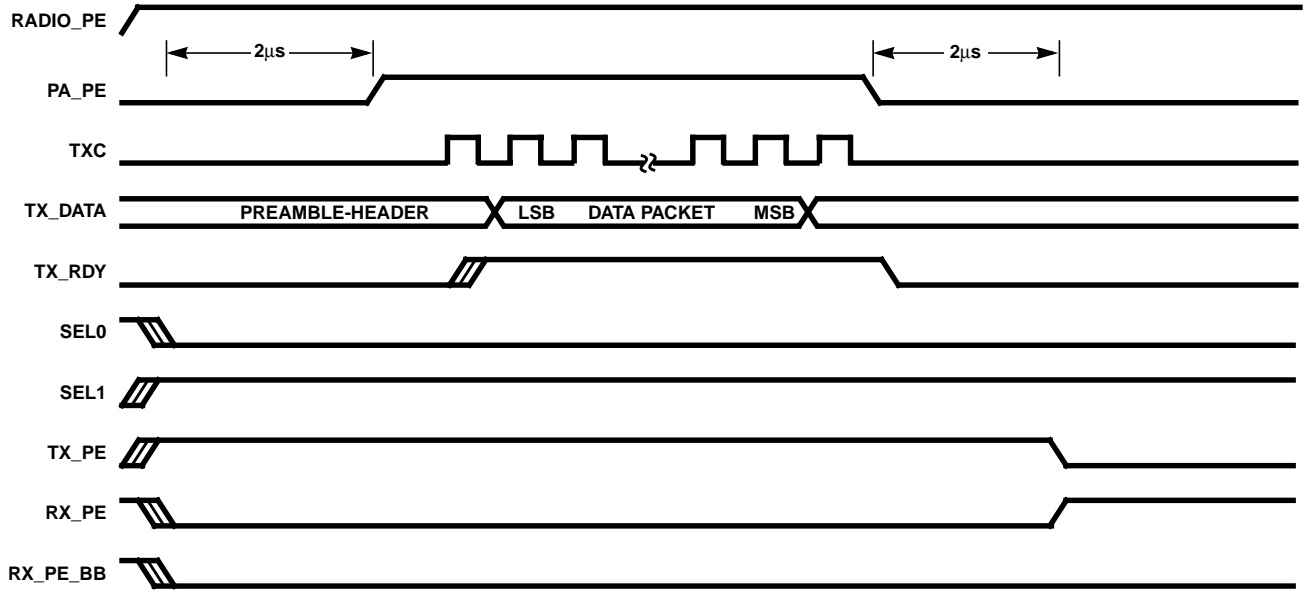 RADIO_PE
2µs
2µs
PA_PE
TXC
TX_DATA
PREAMBLE-HEADER
LSB
DATA PACKET
MSB
TX_RDY
SEL0
SEL1
TX_PE
RX_PE
RX_PE_BB